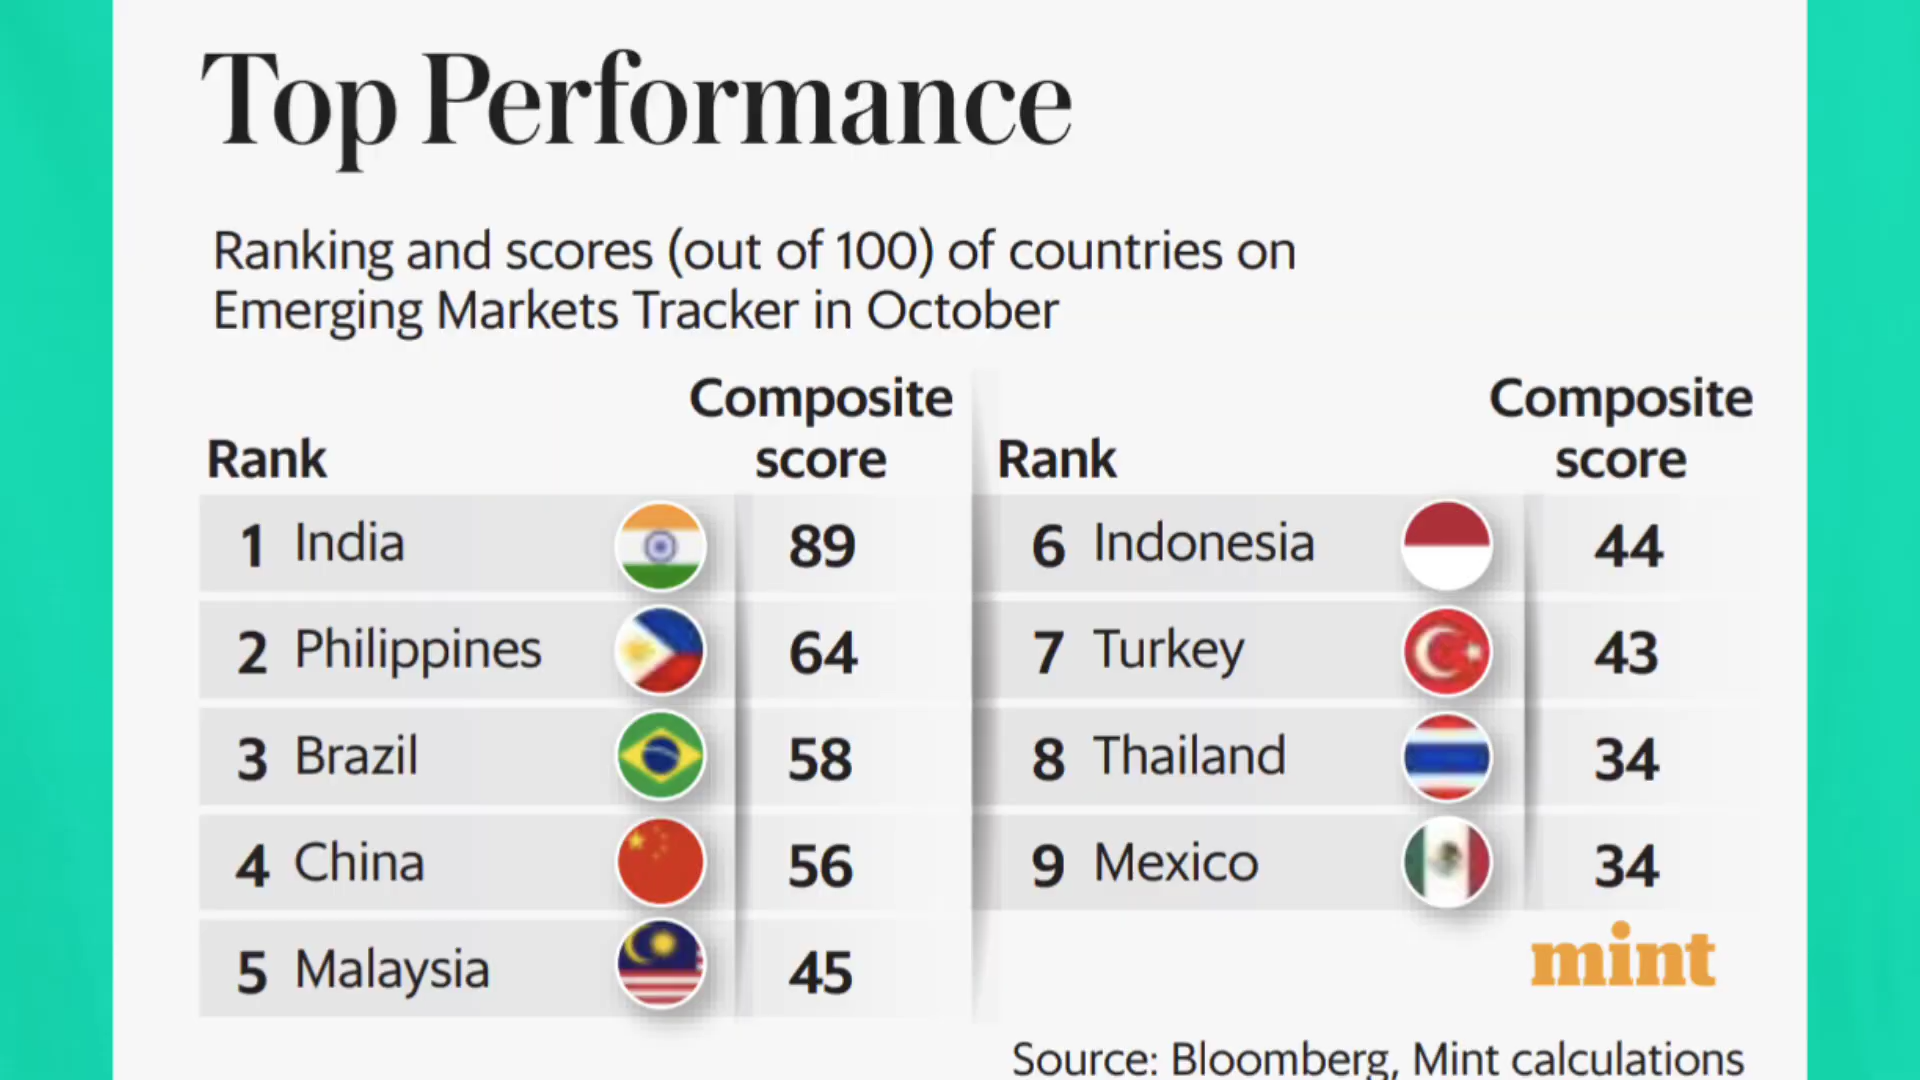 Top Performance
Ranking and scores (out of 100) of countries on
Emerging Markets Tracker in October
Composite
Rank score
1 India 89
2 Philippines 64
3 Brazil 58
4 China 56
5 Malaysia 45
Composite
Rank score
6 Indonesia 44
7 Turkey 43
8 Thailand 34
9 Mexico 34
mint
Source: Bloomberg, Mint calculations